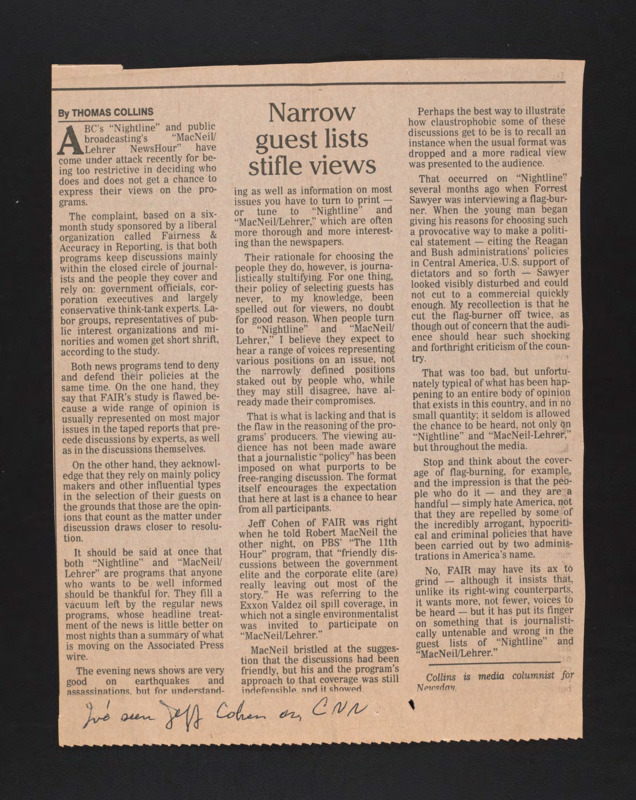 By THOMAS COLLINS
ABC's "Nightline" and public
broadcasting's "MacNeil/
Lehrer NewsHour" have
come under attack recently for be-
ing too restrictive in deciding who
does and does not get a chance to
express their views on the pro-
grams.
The complaint, based on a six-
month study sponsored by a liberal
organization called Fairness &
Accuracy in Reporting, is that both
programs keep discussions mainly
within the closed circle of journal-
ists and the people they cover and
rely on: government officials, cor-
poration executives and largely
conservative think-tank experts. La-
bor groups, representatives of pub-
lic interest organizations and mi-
norities and women get short shrift,
according to the study.
Both news programs tend to deny
and defend their policies at the
same time. On the one hand, they
say that FAIR's study is flawed be-
cause a wide range of opinion is
usually represented on most major
issues in the taped reports that pre-
cede discussions by experts, as well
as in the discussions themselves.
On the other hand, they acknowl-
edge that they rely on mainly policy
makers and other influential types
in the selection of their guests on
the grounds that those are the opin-
ions that count as the matter under
discussion draws closer to resolu-
tion.
It should be said at once that
both "Nightline" and "MacNeil/
Lehrer" are programs that anyone
who wants to be well informed
should be thankful for. They fill a
vacuum left by the regular news
programs, whose headline treat-
ment of the news is little better on
most nights than a summary of what
is moving on the Associated Press
wire.
The evening news shows are very
good on earthquakes and
assassinations, but for understand-
Narrow
guest lists
stifle views
ing as well as information on most
issues you have to turn to print —
or tune to "Nightline" and
"MacNeil/Lehrer," which are often
more thorough and more interest-
ing than the newspapers.
Their rationale for choosing the
people they do, however, is journa-
listically stultifying. For one thing,
their policy of selecting guests has
never, to my knowledge, been
spelled out for viewers, no doubt
for good reason. When people turn
to "Nightline" and "MacNeil/
Lehrer," I believe they expect to
hear a range of voices representing
various positions on an issue, not
the narrowly defined positions
staked out by people who, while
they may still disagree, have al-
ready made their compromises.
That is what is lacking and that is
the flaw in the reasoning of the pro-
grams' producers. The viewing au-
dience has not been made aware
that a journalistic "policy" has been
imposed on what purports to be
free-ranging discussion. The format
itself encourages the expectation
that here at last is a chance to hear
from all participants.
Jeff Cohen of FAIR was right
when he told Robert MacNeil the
other night, on PBS' "The 11th
Hour" program, that "friendly dis-
cussions between the government
elite and the corporate elite (are)
really leaving out most of the
story." He was referring to the
Exxon Valdez oil spill coverage, in
which not a single environmentalist
was invited to participate on
"MacNeil/Lehrer."
MacNeil bristled at the sugges-
tion that the discussions had been
friendly, but his and the program's
approach to that coverage was still
indefensible, and it showed.
Perhaps the best way to illustrate
how claustrophobic some of these
discussions get to be is to recall an
instance when the usual format was
dropped and a more radical view
was presented to the audience.
That occurred on "Nightline"
several months ago when Forrest
Sawyer was interviewing a flag-bur-
ner. When the young man began
giving his reasons for choosing such
a provocative way to make a politi-
cal statement — citing the Reagan
and Bush administrations' policies
in Central America, U.S. support of
dictators and so forth — Sawyer
looked visibly disturbed and could
not cut to a commercial quickly
enough. My recollection is that he
cut the flag-burner off twice, as
though out of concern that the audi-
ence should hear such shocking
and forthright criticism of the coun-
try.
That was too bad, but unfortu-
nately typical of what has been hap-
pening to an entire body of opinion
that exists in this country, and in no
small quantity; it seldom is allowed
the chance to be heard, not only on
"Nightline" and "MacNeil-Lehrer,"
but throughout the media.
Stop and think about the cover-
age of flag-burning, for example,
and the impression is that the peo-
ple who do it — and they are a
handful — simply hate America, not
that they are repelled by some of
the incredibly arrogant, hypocriti-
cal and criminal policies that have
been carried out by two adminis-
trations in America's name.
No, FAIR may have its ax to
grind — although it insists that,
unlike its right-wing counterparts,
it wants more, not fewer, voices to
be heard — but it has put its finger
on something that is journalisti-
cally untenable and wrong in the
guest lists of "Nightline" and
"MacNeil/Lehrer."
Collins is media columnist for
Newsday.
I've seen Jeff Cohen on CNN.